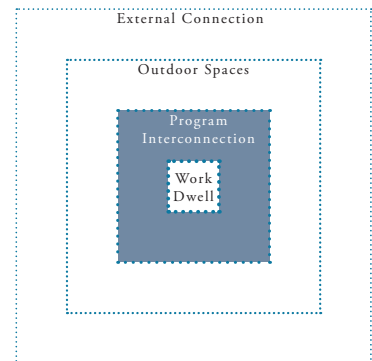 External Connection
Outdoor Spaces
Program
Interconnection
Work
Dwell